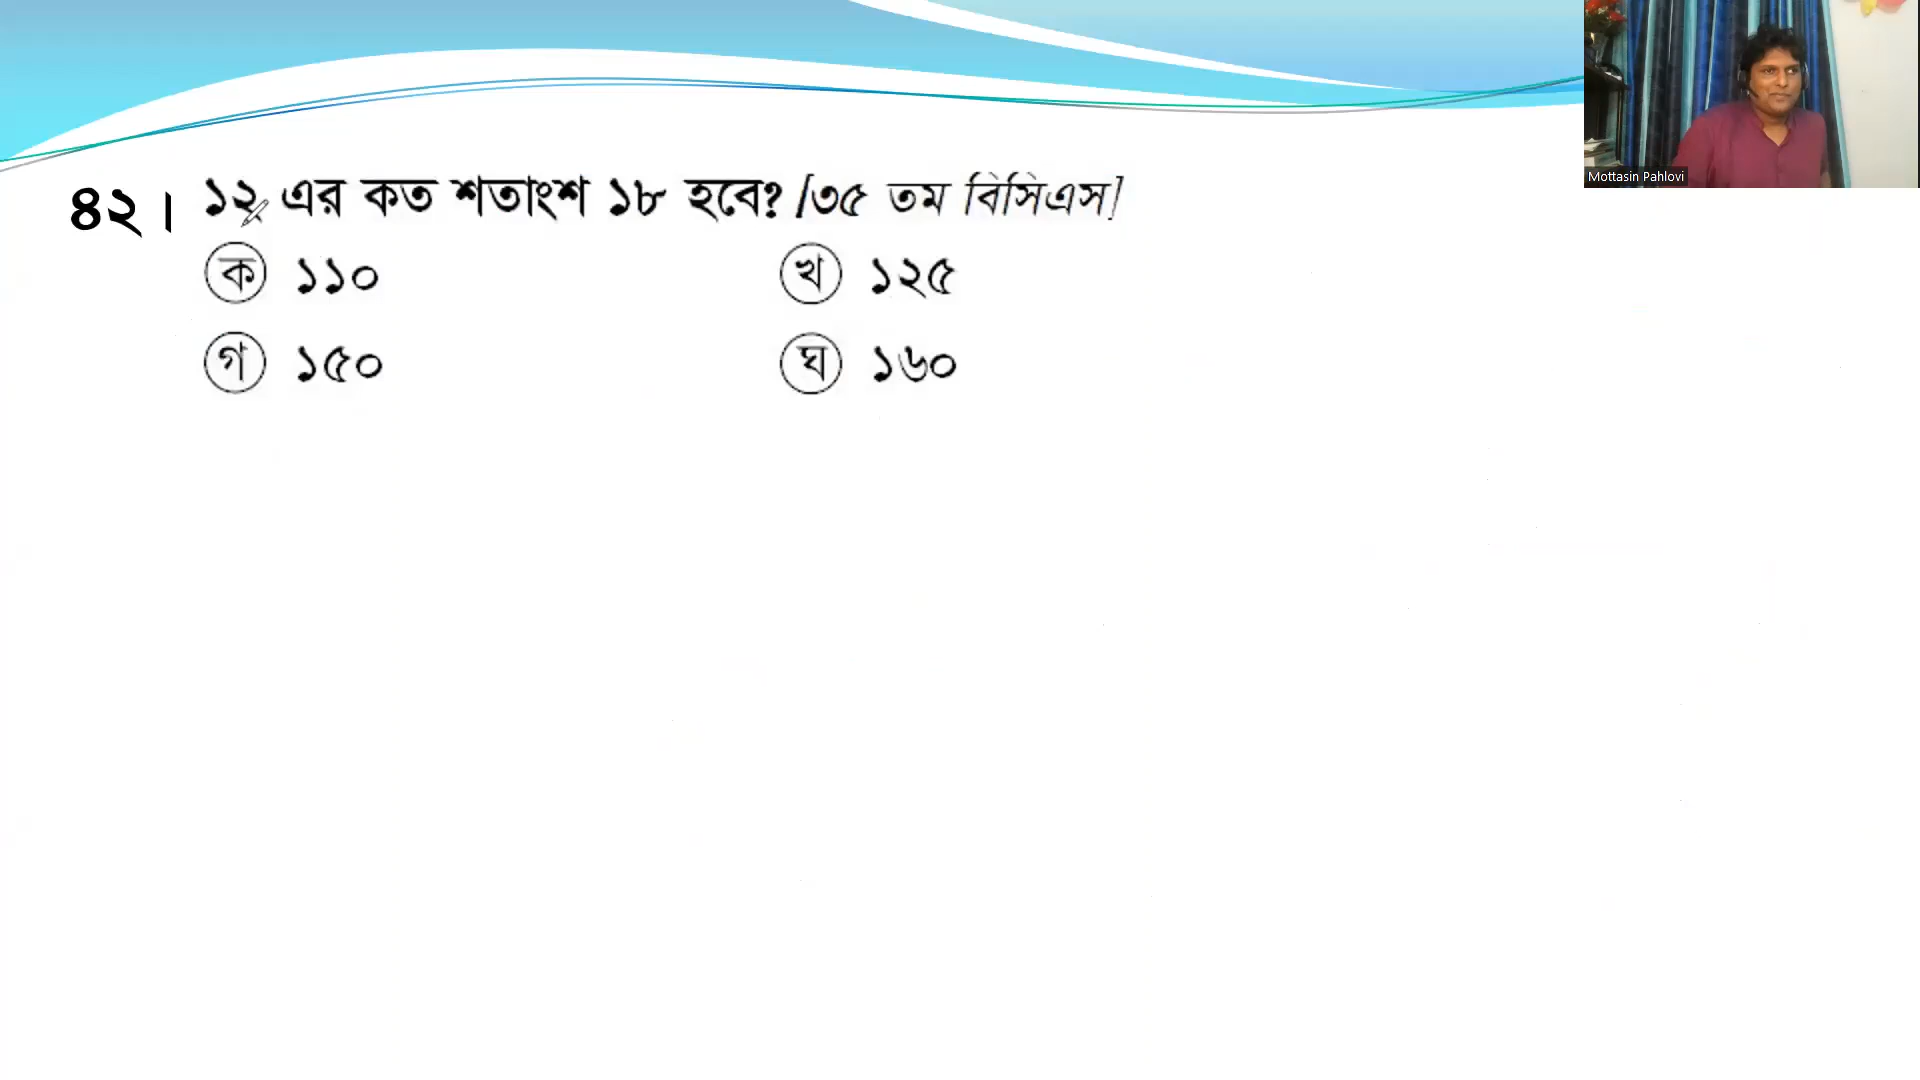 Mottasin Pahlovi
৪২। ১২ এর কত শতাংশ ১৮ হবে? [৩৫ তম বিসিএস]
ক ১১০ খ ১২৫
গ ১৫০ ঘ ১৬০